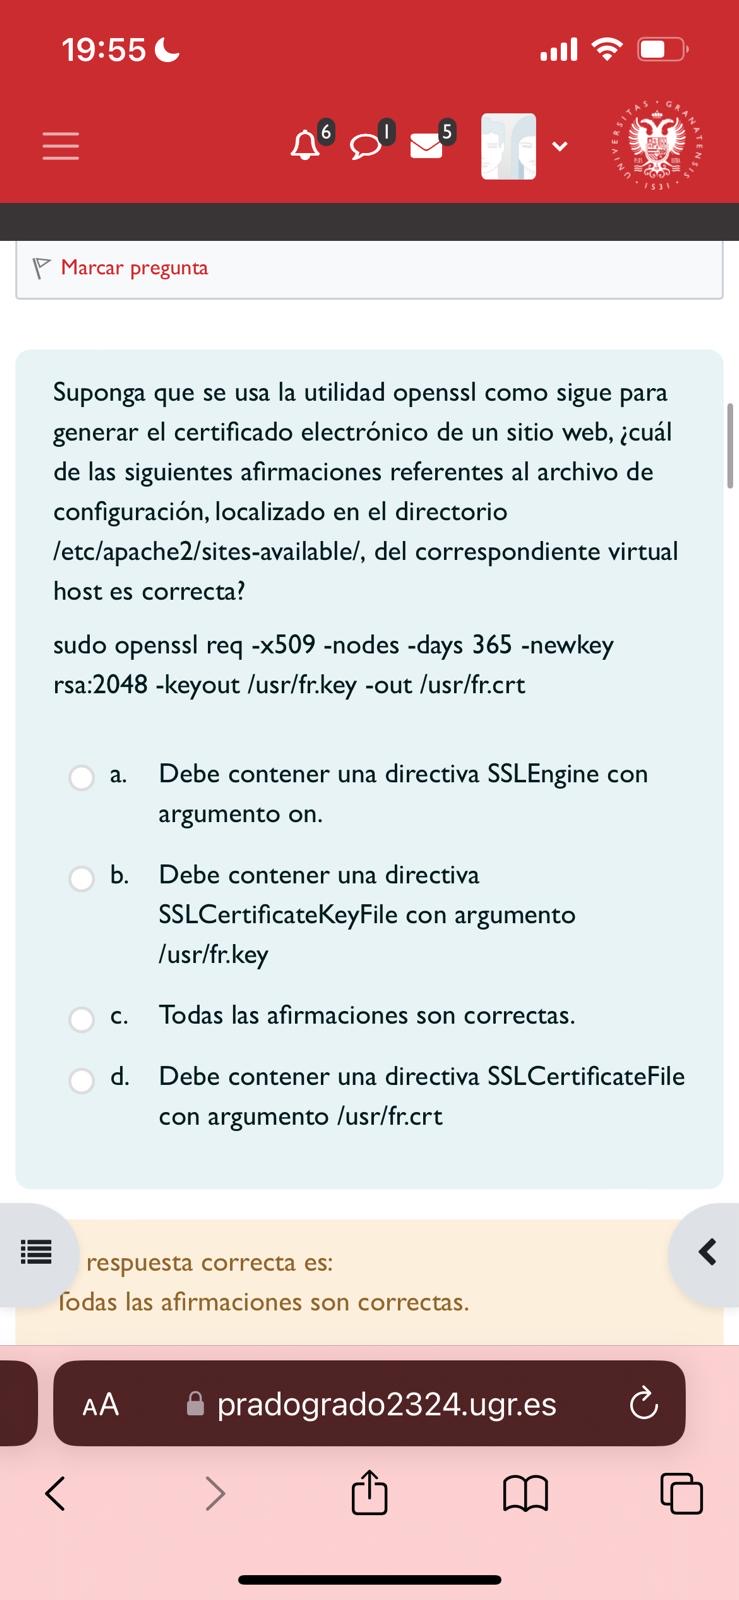 19:55
6
1
5
UNIVERSITAS · GRANATENSIS · 1531 ·
Marcar pregunta
Suponga que se usa la utilidad openssl como sigue para
generar el certificado electrónico de un sitio web, ¿cuál
de las siguientes afirmaciones referentes al archivo de
configuración, localizado en el directorio
/etc/apache2/sites-available/, del correspondiente virtual
host es correcta?
sudo openssl req -x509 -nodes -days 365 -newkey
rsa:2048 -keyout /usr/fr.key -out /usr/fr.crt
a. Debe contener una directiva SSLEngine con
argumento on.
b. Debe contener una directiva
SSLCertificateKeyFile con argumento
/usr/fr.key
c. Todas las afirmaciones son correctas.
d. Debe contener una directiva SSLCertificateFile
con argumento /usr/fr.crt
respuesta correcta es:
Todas las afirmaciones son correctas.
AA pradogrado2324.ugr.es